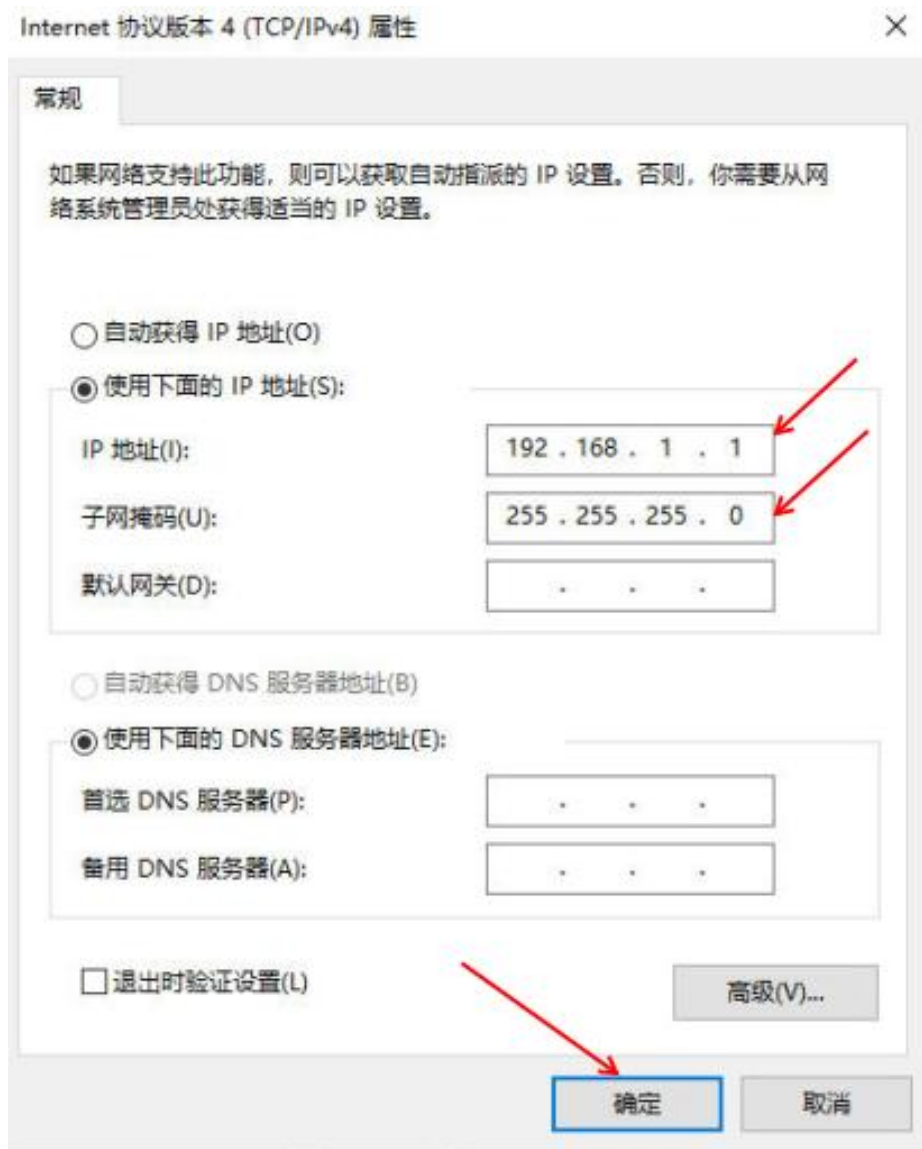 Internet 协议版本 4 (TCP/IPv4) 属性
常规
如果网络支持此功能，则可以获取自动指派的 IP 设置。否则，你需要从网
络系统管理员处获得适当的 IP 设置。
自动获得 IP 地址(O)
使用下面的 IP 地址(S):
IP 地址(I): 192 . 168 . 1 . 1
子网掩码(U): 255 . 255 . 255 . 0
默认网关(D): . . .
自动获得 DNS 服务器地址(B)
使用下面的 DNS 服务器地址(E):
首选 DNS 服务器(P): . . .
备用 DNS 服务器(A): . . .
退出时验证设置(L)
高级(V)...
确定 取消